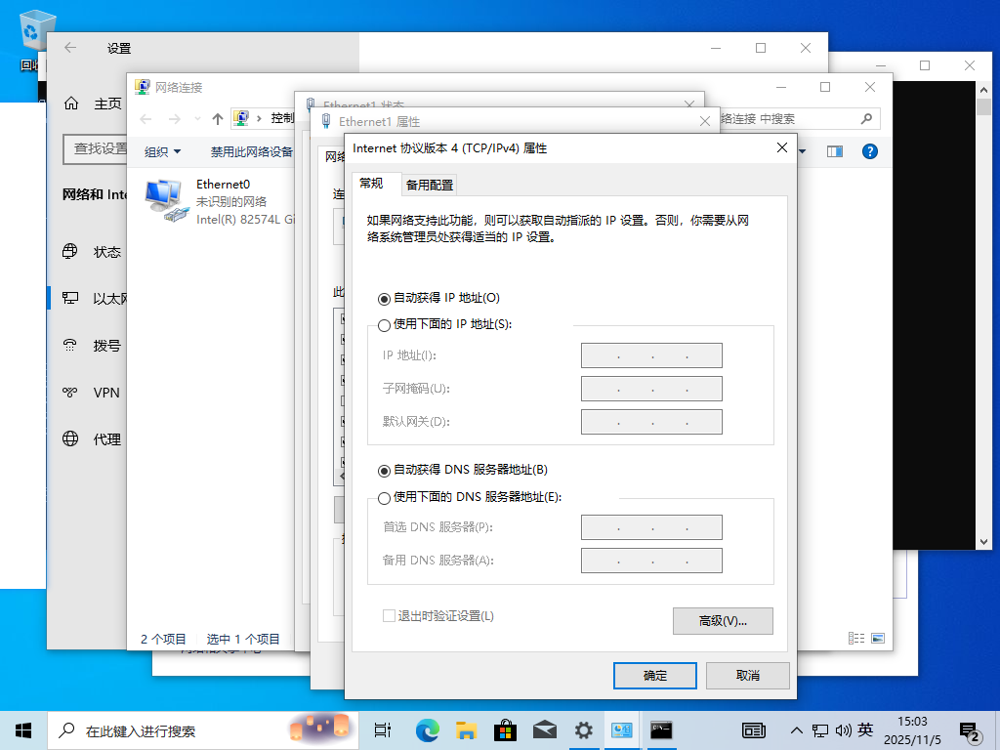 回收
设置
主页
查找设置
网络和 Inte
状态
以太网
拨号
VPN
代理
网络连接
控制
络连接 中搜索
组织
禁用此网络设备
Ethernet0
未识别的网络
Intel(R) 82574L Gi
2 个项目
选中 1 个项目
Ethernet1 状态
Ethernet1 属性
网络
连
此
Internet 协议版本 4 (TCP/IPv4) 属性
常规
备用配置
如果网络支持此功能，则可以获取自动指派的 IP 设置。否则，你需要从网
络系统管理员处获得适当的 IP 设置。
自动获得 IP 地址(O)
使用下面的 IP 地址(S):
IP 地址(I):
子网掩码(U):
默认网关(D):
自动获得 DNS 服务器地址(B)
使用下面的 DNS 服务器地址(E):
首选 DNS 服务器(P):
备用 DNS 服务器(A):
退出时验证设置(L)
高级(V)...
确定
取消
在此键入进行搜索
英
15:03
2025/11/5
2